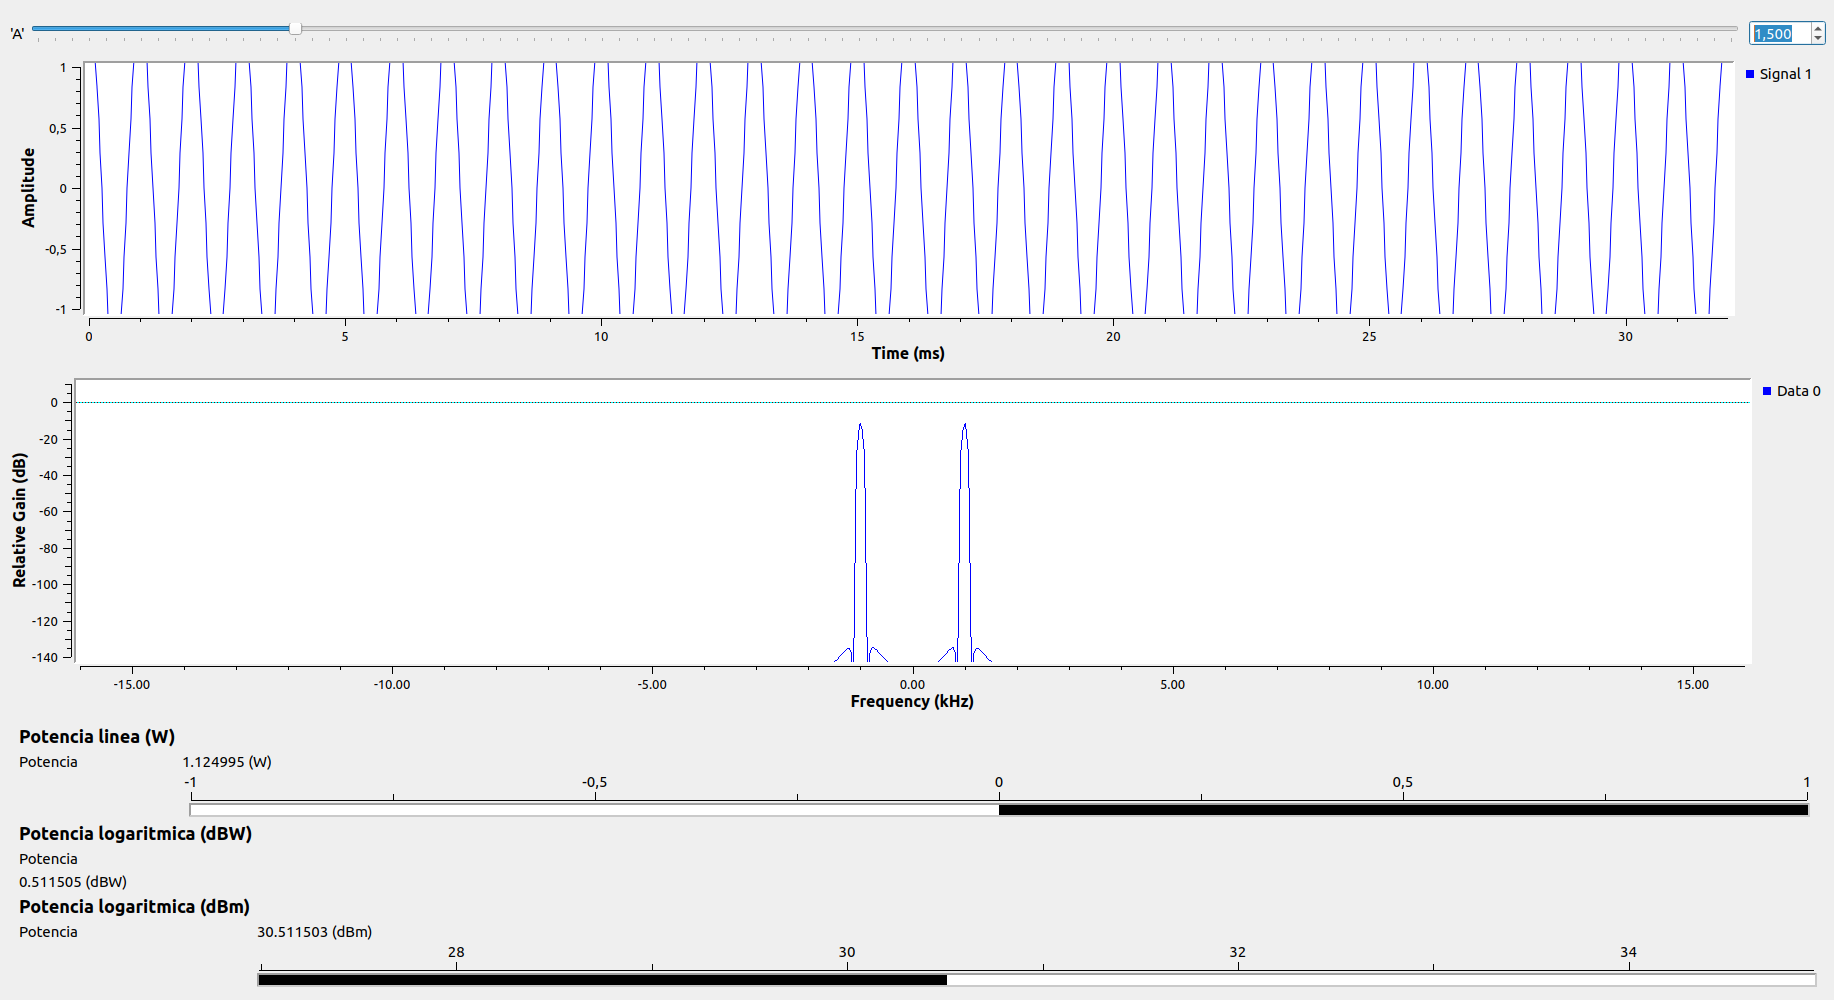 'A' 1,500
Signal 1
Amplitude
1
0,5
0
-0,5
-1
0 5 10 15 20 25 30
Time (ms)
Data 0
Relative Gain (dB)
0
-20
-40
-60
-80
-100
-120
-140
-15.00 -10.00 -5.00 0.00 5.00 10.00 15.00
Frequency (kHz)
Potencia linea (W)
Potencia 1.124995 (W)
-1 -0,5 0 0,5 1
Potencia logaritmica (dBW)
Potencia
0.511505 (dBW)
Potencia logaritmica (dBm)
Potencia 30.511503 (dBm)
28 30 32 34